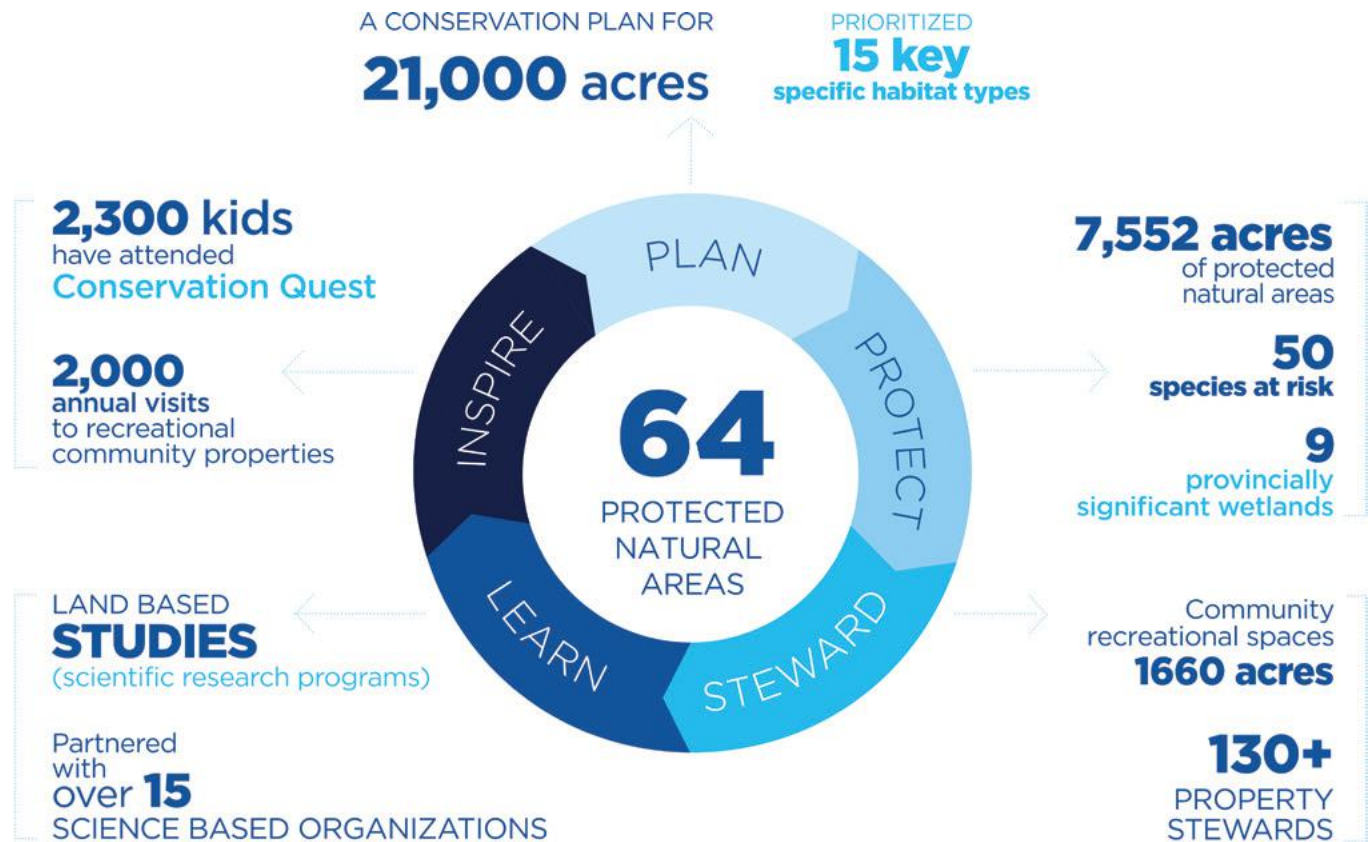 A CONSERVATION PLAN FOR
21,000 acres
PRIORITIZED
15 key
specific habitat types
2,300 kids
have attended
Conservation Quest
2,000
annual visits
to recreational
community properties
PLAN
PROTECT
STEWARD
LEARN
INSPIRE
64
PROTECTED
NATURAL
AREAS
7,552 acres
of protected
natural areas
50
species at risk
9
provincially
significant wetlands
LAND BASED
STUDIES
(scientific research programs)
Partnered
with
over 15
SCIENCE BASED ORGANIZATIONS
Community
recreational spaces
1660 acres
130+
PROPERTY
STEWARDS